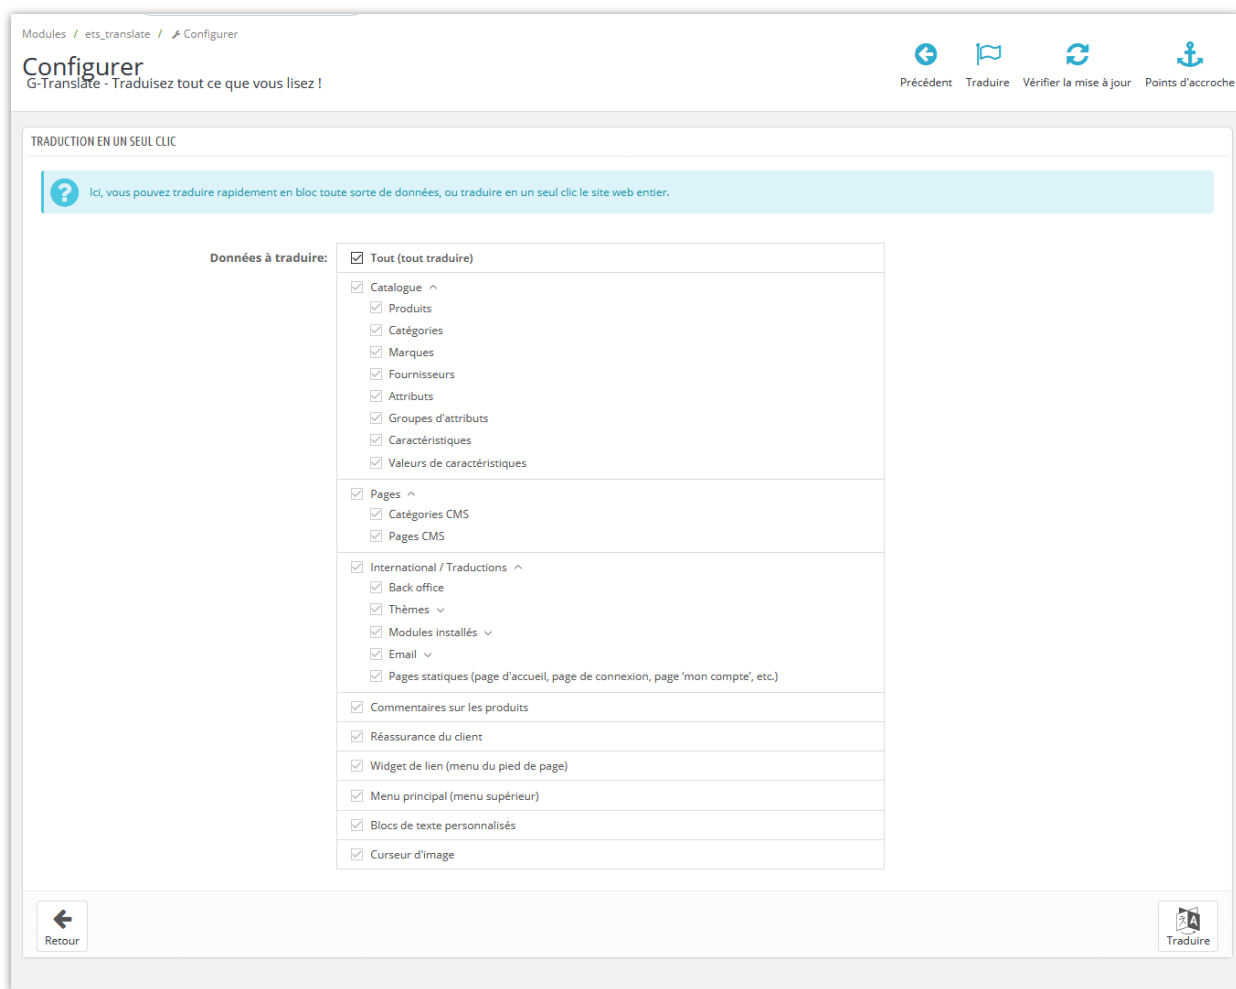 Modules / ets_translate / Configurer
Configurer
G-Translate - Traduisez tout ce que vous lisez !
Précédent
Traduire
Vérifier la mise à jour
Points d'accroche
TRADUCTION EN UN SEUL CLIC
Ici, vous pouvez traduire rapidement en bloc toute sorte de données, ou traduire en un seul clic le site web entier.
Données à traduire:
Tout (tout traduire)
Catalogue
Produits
Catégories
Marques
Fournisseurs
Attributs
Groupes d'attributs
Caractéristiques
Valeurs de caractéristiques
Pages
Catégories CMS
Pages CMS
International / Traductions
Back office
Thèmes
Modules installés
Email
Pages statiques (page d'accueil, page de connexion, page ‘mon compte’, etc.)
Commentaires sur les produits
Réassurance du client
Widget de lien (menu du pied de page)
Menu principal (menu supérieur)
Blocs de texte personnalisés
Curseur d'image
Retour
Traduire